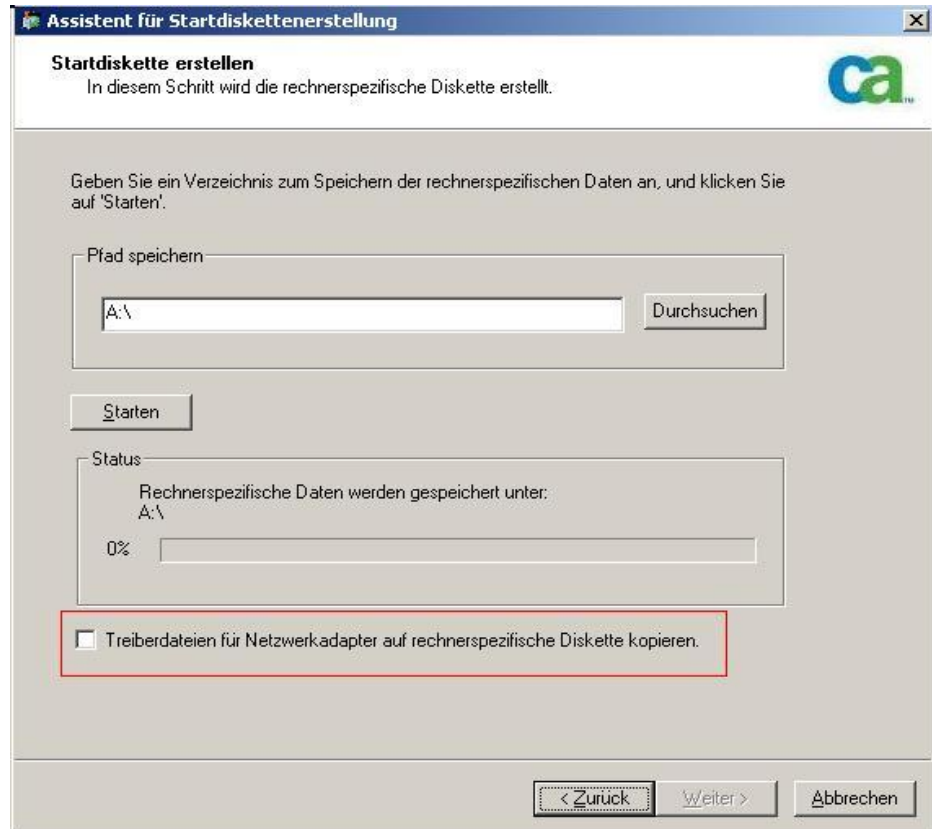 Assistent für Startdiskettenerstellung
Startdiskette erstellen
In diesem Schritt wird die rechnerspezifische Diskette erstellt.
ca™
Geben Sie ein Verzeichnis zum Speichern der rechnerspezifischen Daten an, und klicken Sie
auf 'Starten'.
Pfad speichern
A:\
Durchsuchen
Starten
Status
Rechnerspezifische Daten werden gespeichert unter:
A:\
0%
Treiberdateien für Netzwerkadapter auf rechnerspezifische Diskette kopieren.
< Zurück
Weiter >
Abbrechen